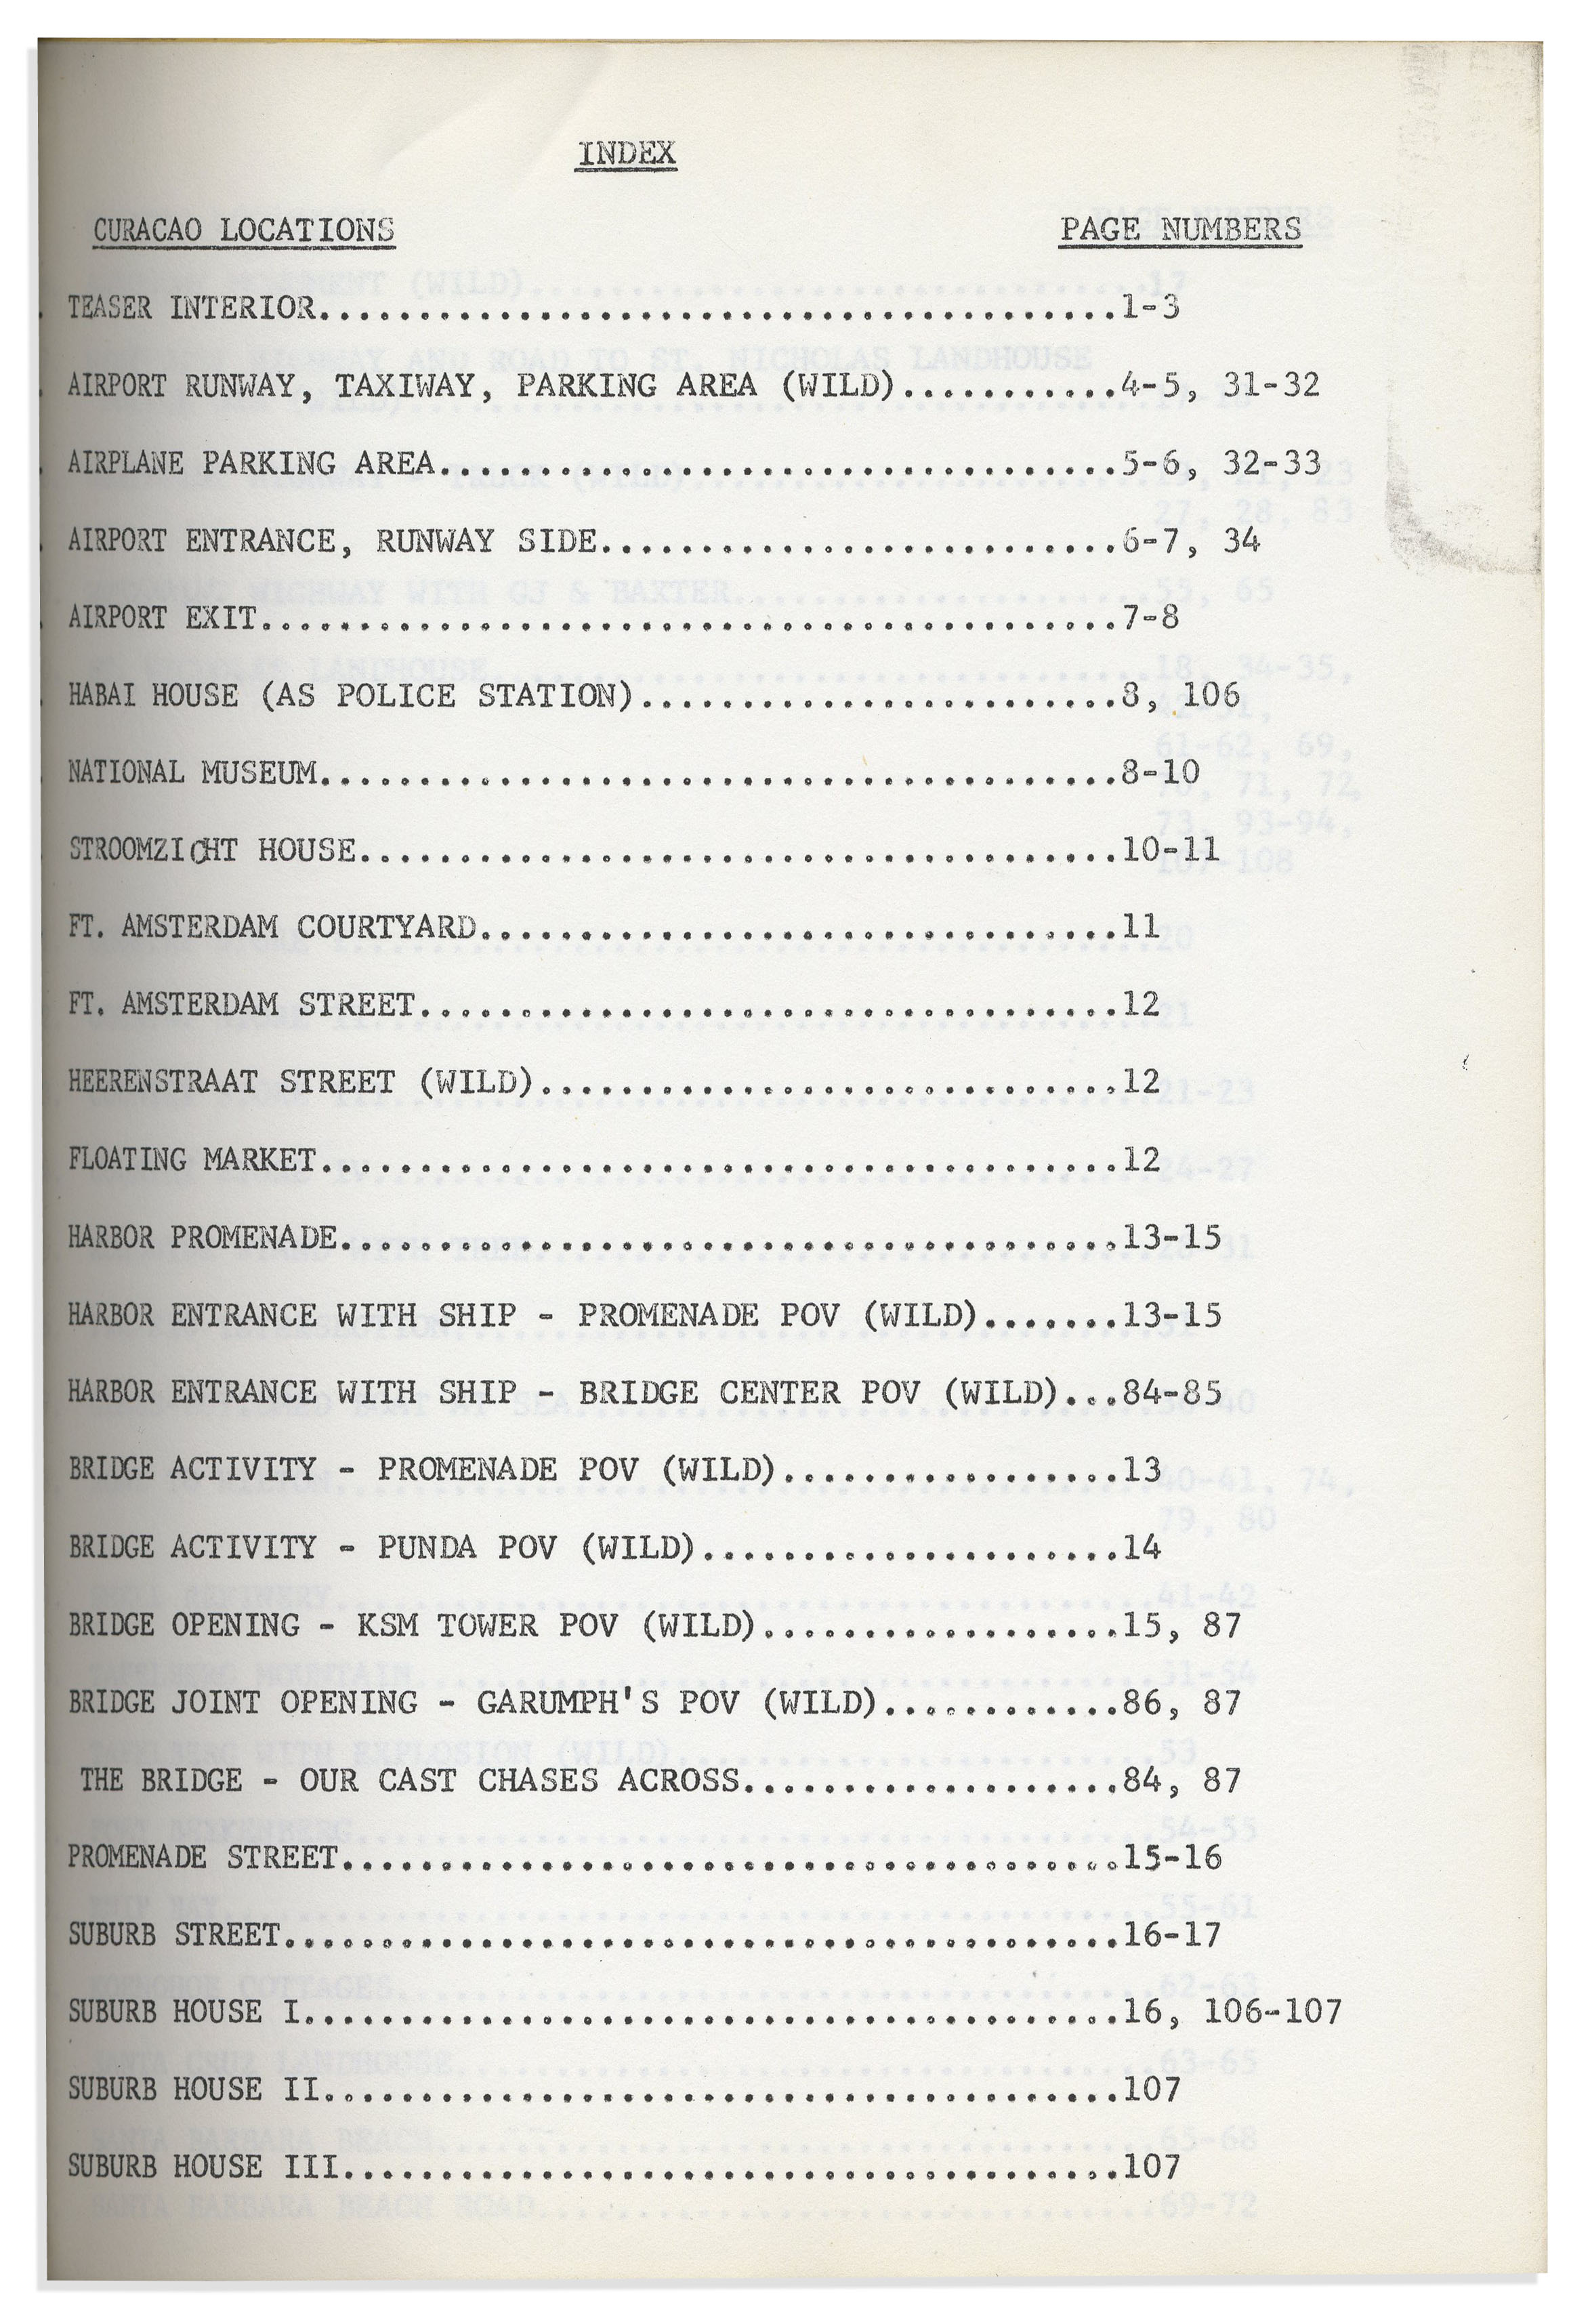 INDEX
CURACAO LOCATIONS PAGE NUMBERS
TEASER INTERIOR........................................1-3
AIRPORT RUNWAY, TAXIWAY, PARKING AREA (WILD)...........4-5, 31-32
AIRPLANE PARKING AREA..................................5-6, 32-33
AIRPORT ENTRANCE, RUNWAY SIDE..........................6-7, 34
AIRPORT EXIT...........................................7-8
HABAI HOUSE (AS POLICE STATION)........................8, 106
NATIONAL MUSEUM........................................8-10
STROOMZICHT HOUSE......................................10-11
FT. AMSTERDAM COURTYARD................................11
FT. AMSTERDAM STREET...................................12
HEERENSTRAAT STREET (WILD).............................12
FLOATING MARKET........................................12
HARBOR PROMENADE.......................................13-15
HARBOR ENTRANCE WITH SHIP - PROMENADE POV (WILD).......13-15
HARBOR ENTRANCE WITH SHIP - BRIDGE CENTER POV (WILD)...84-85
BRIDGE ACTIVITY - PROMENADE POV (WILD).................13
BRIDGE ACTIVITY - PUNDA POV (WILD).....................14
BRIDGE OPENING - KSM TOWER POV (WILD)..................15, 87
BRIDGE JOINT OPENING - GARUMPH'S POV (WILD)............86, 87
THE BRIDGE - OUR CAST CHASES ACROSS...................84, 87
PROMENADE STREET.......................................15-16
SUBURB STREET..........................................16-17
SUBURB HOUSE I.........................................16, 106-107
SUBURB HOUSE II........................................107
SUBURB HOUSE III.......................................107